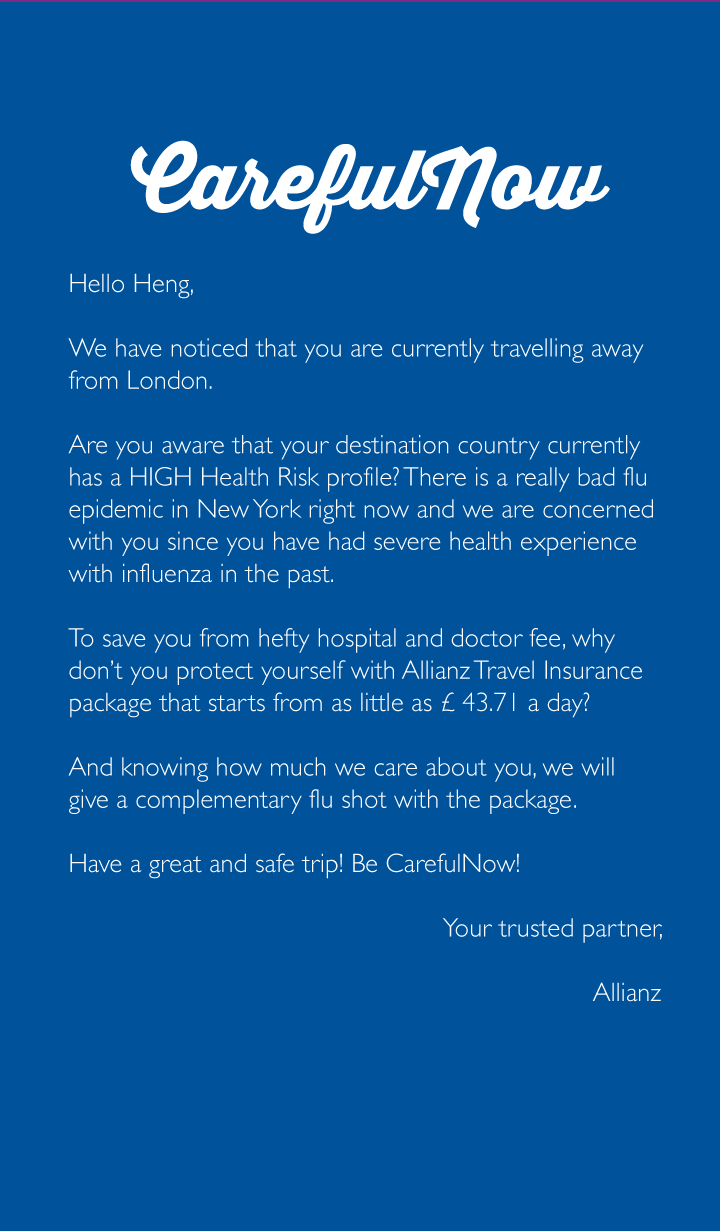 CarefulNow
Hello Heng,
We have noticed that you are currently travelling away
from London.
Are you aware that your destination country currently
has a HIGH Health Risk profile? There is a really bad flu
epidemic in New York right now and we are concerned
with you since you have had severe health experience
with influenza in the past.
To save you from hefty hospital and doctor fee, why
don't you protect yourself with Allianz Travel Insurance
package that starts from as little as £ 43.71 a day?
And knowing how much we care about you, we will
give a complementary flu shot with the package.
Have a great and safe trip! Be CarefulNow!
Your trusted partner,
Allianz